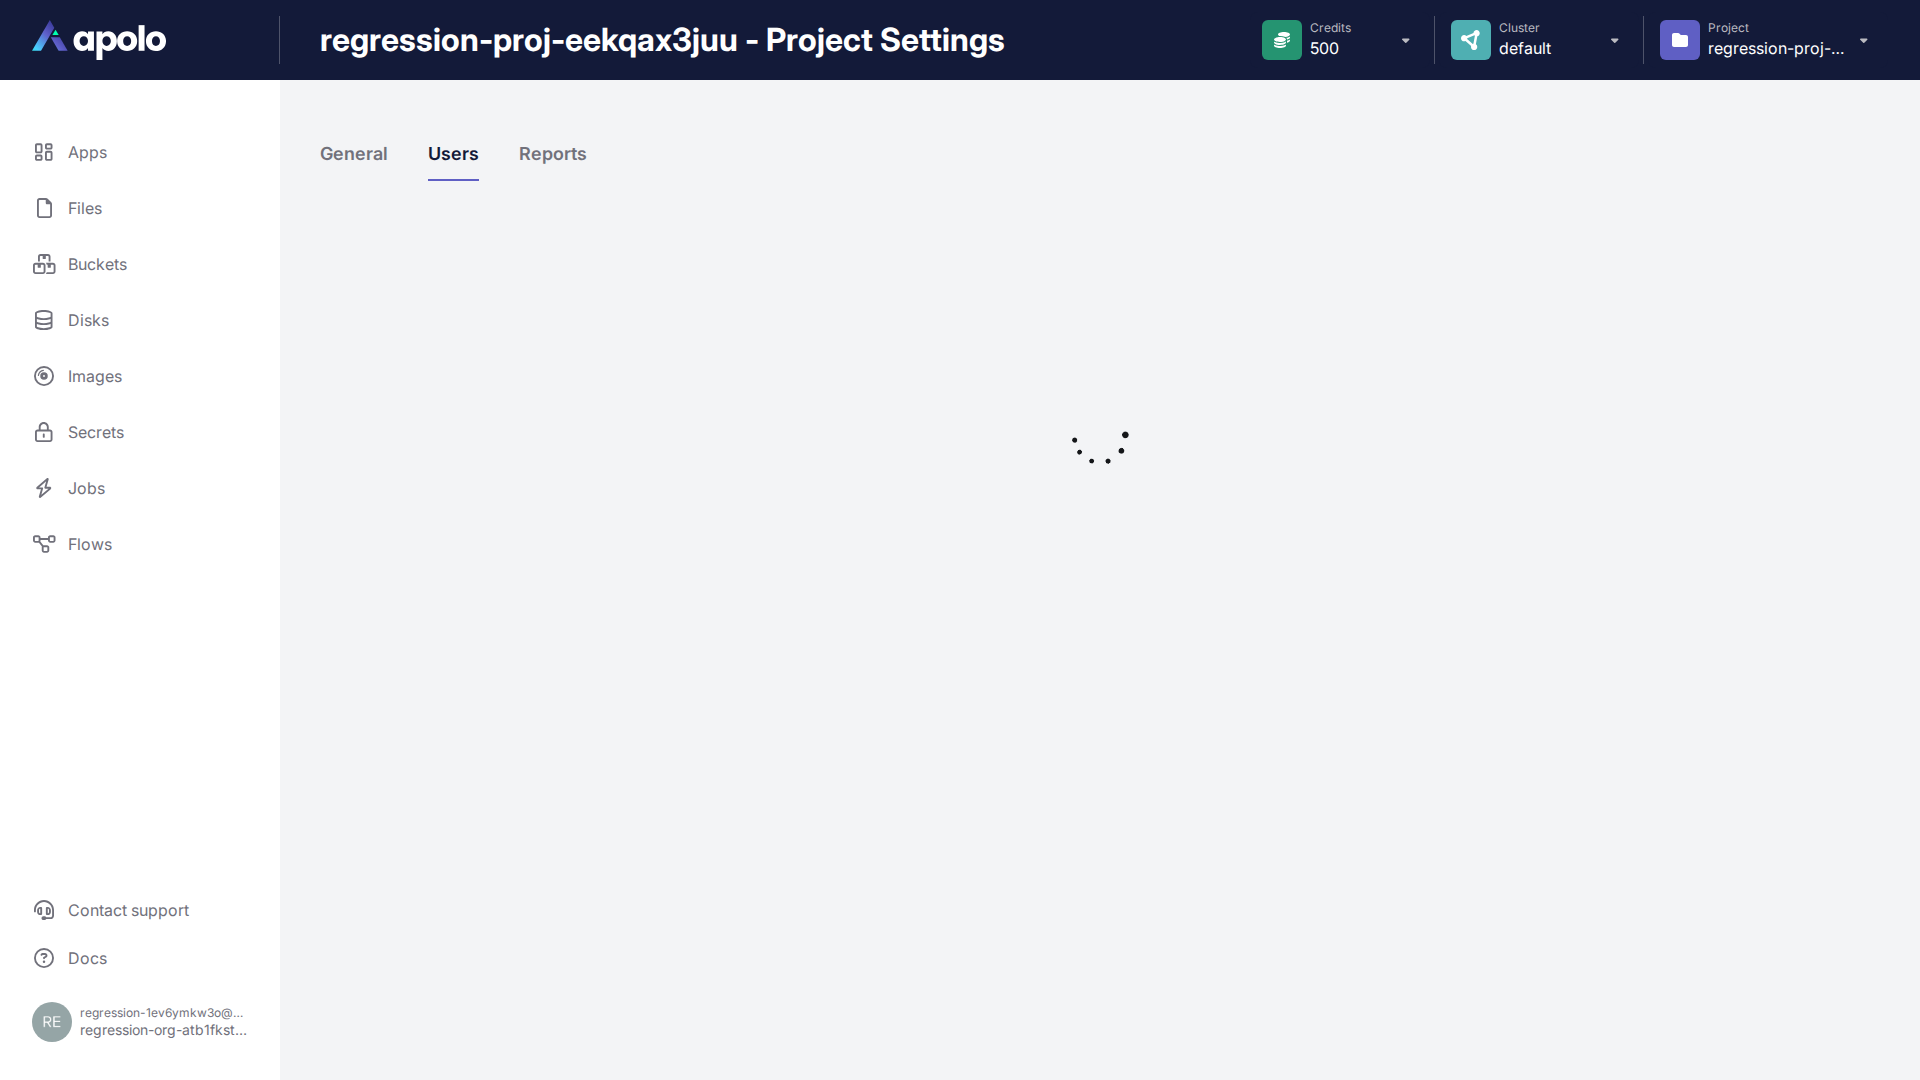 apolo
regression-proj-eekqax3juu - Project Settings
Credits
500
Cluster
default
Project
regression-proj-...
Apps
Files
Buckets
Disks
Images
Secrets
Jobs
Flows
General
Users
Reports
Contact support
Docs
RE
regression-1ev6ymkw3o@...
regression-org-atb1fkst...